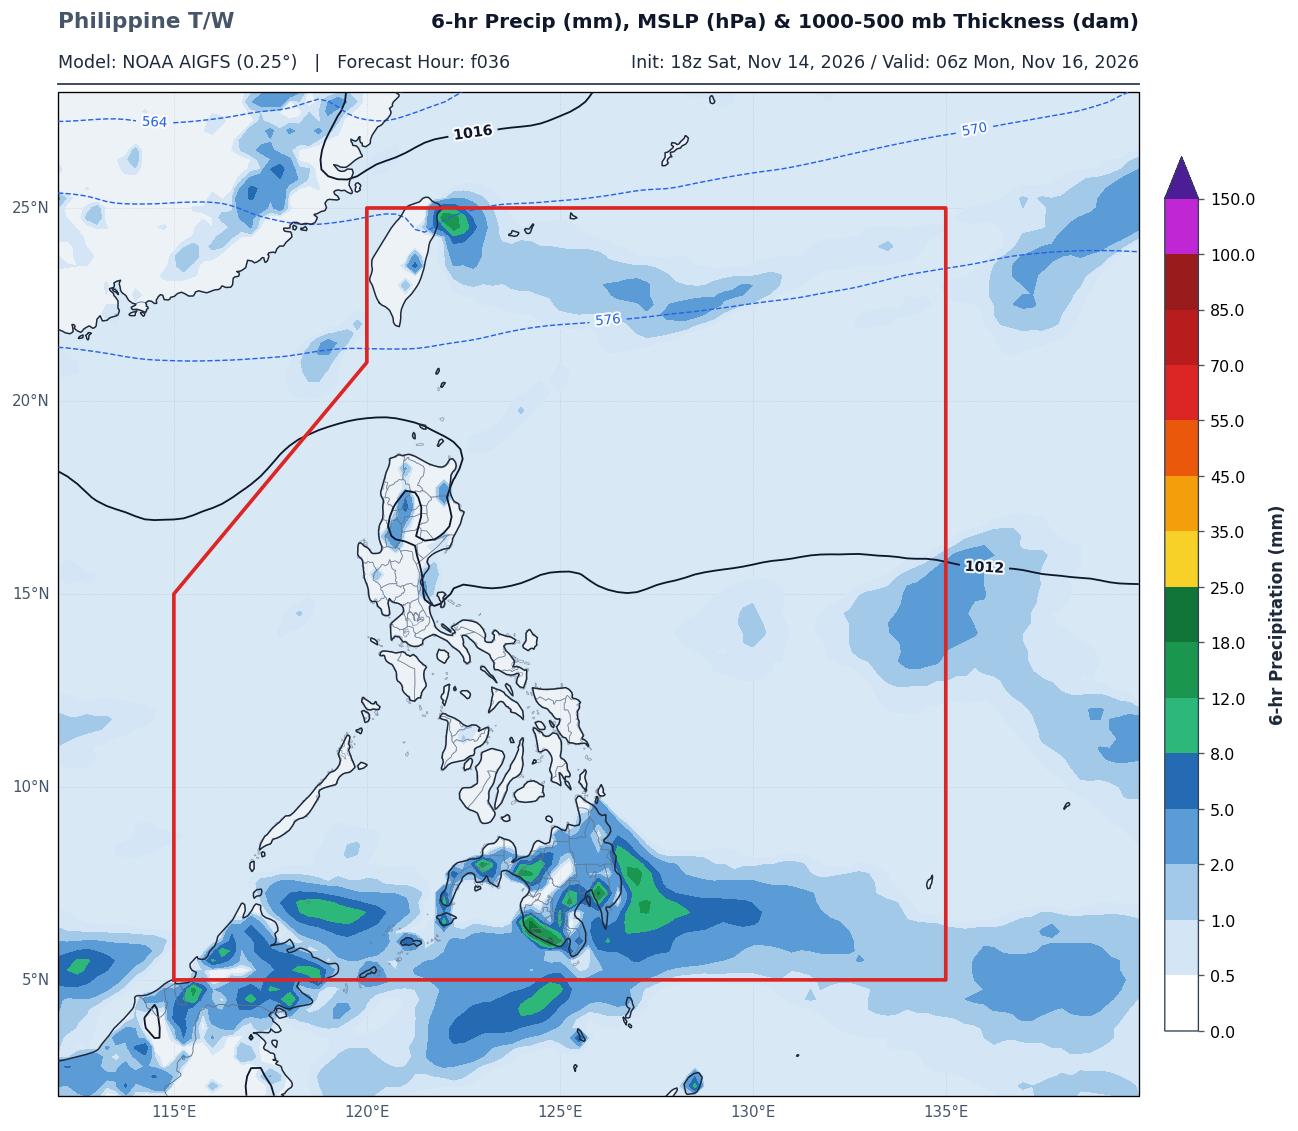 Philippine T/W
6-hr Precip (mm), MSLP (hPa) & 1000-500 mb Thickness (dam)
Model: NOAA AIGFS (0.25°) | Forecast Hour: f036
Init: 18z Sat, Nov 14, 2026 / Valid: 06z Mon, Nov 16, 2026
564
1016
570
576
1012
25°N
20°N
15°N
10°N
5°N
115°E
120°E
125°E
130°E
135°E
150.0
100.0
85.0
70.0
55.0
45.0
35.0
25.0
18.0
12.0
8.0
5.0
2.0
1.0
0.5
0.0
6-hr Precipitation (mm)